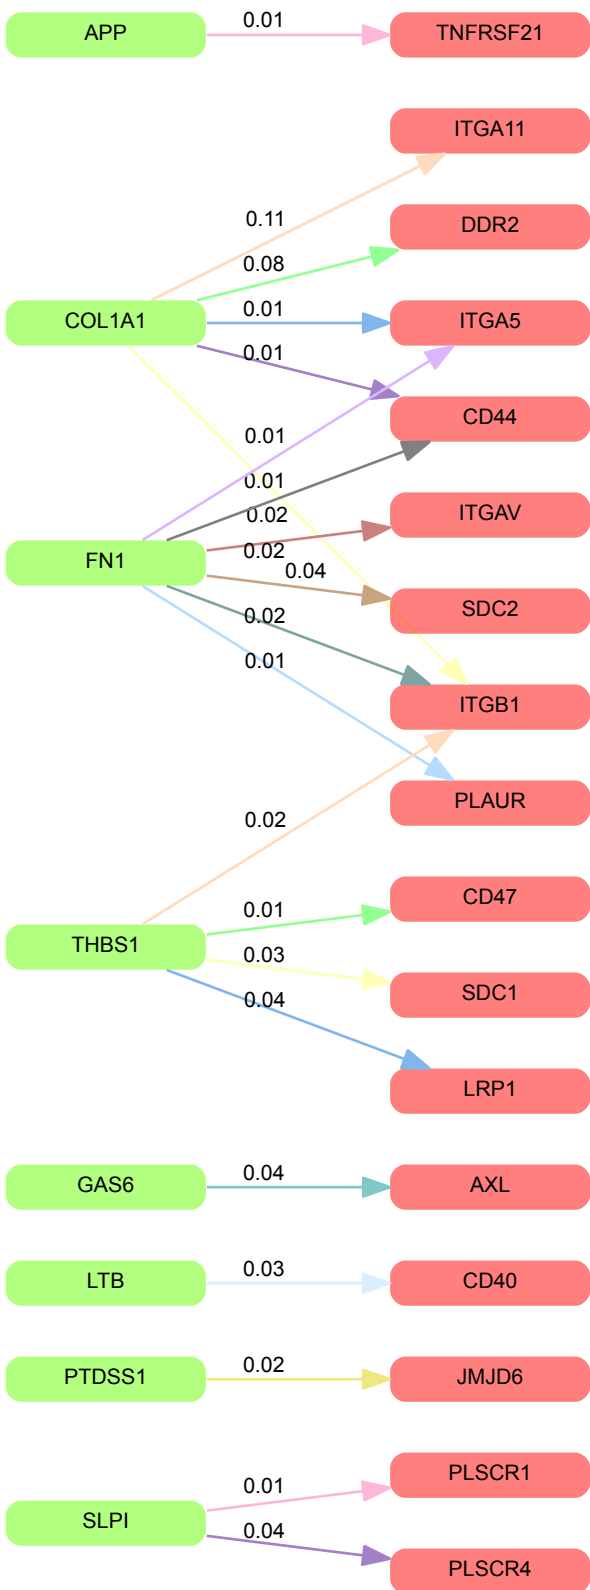 APP 0.01 TNFRSF21
ITGA11
0.11 DDR2
0.08
COL1A1 0.01 ITGA5
0.01
CD44
0.01
0.01
0.02 ITGAV
FN1 0.02
0.04
SDC2
0.02
0.01
ITGB1
PLAUR
0.02
CD47
0.01
THBS1 0.03
SDC1
0.04
LRP1
GAS6 0.04 AXL
LTB 0.03 CD40
PTDSS1 0.02 JMJD6
PLSCR1
0.01
SLPI 0.04
PLSCR4